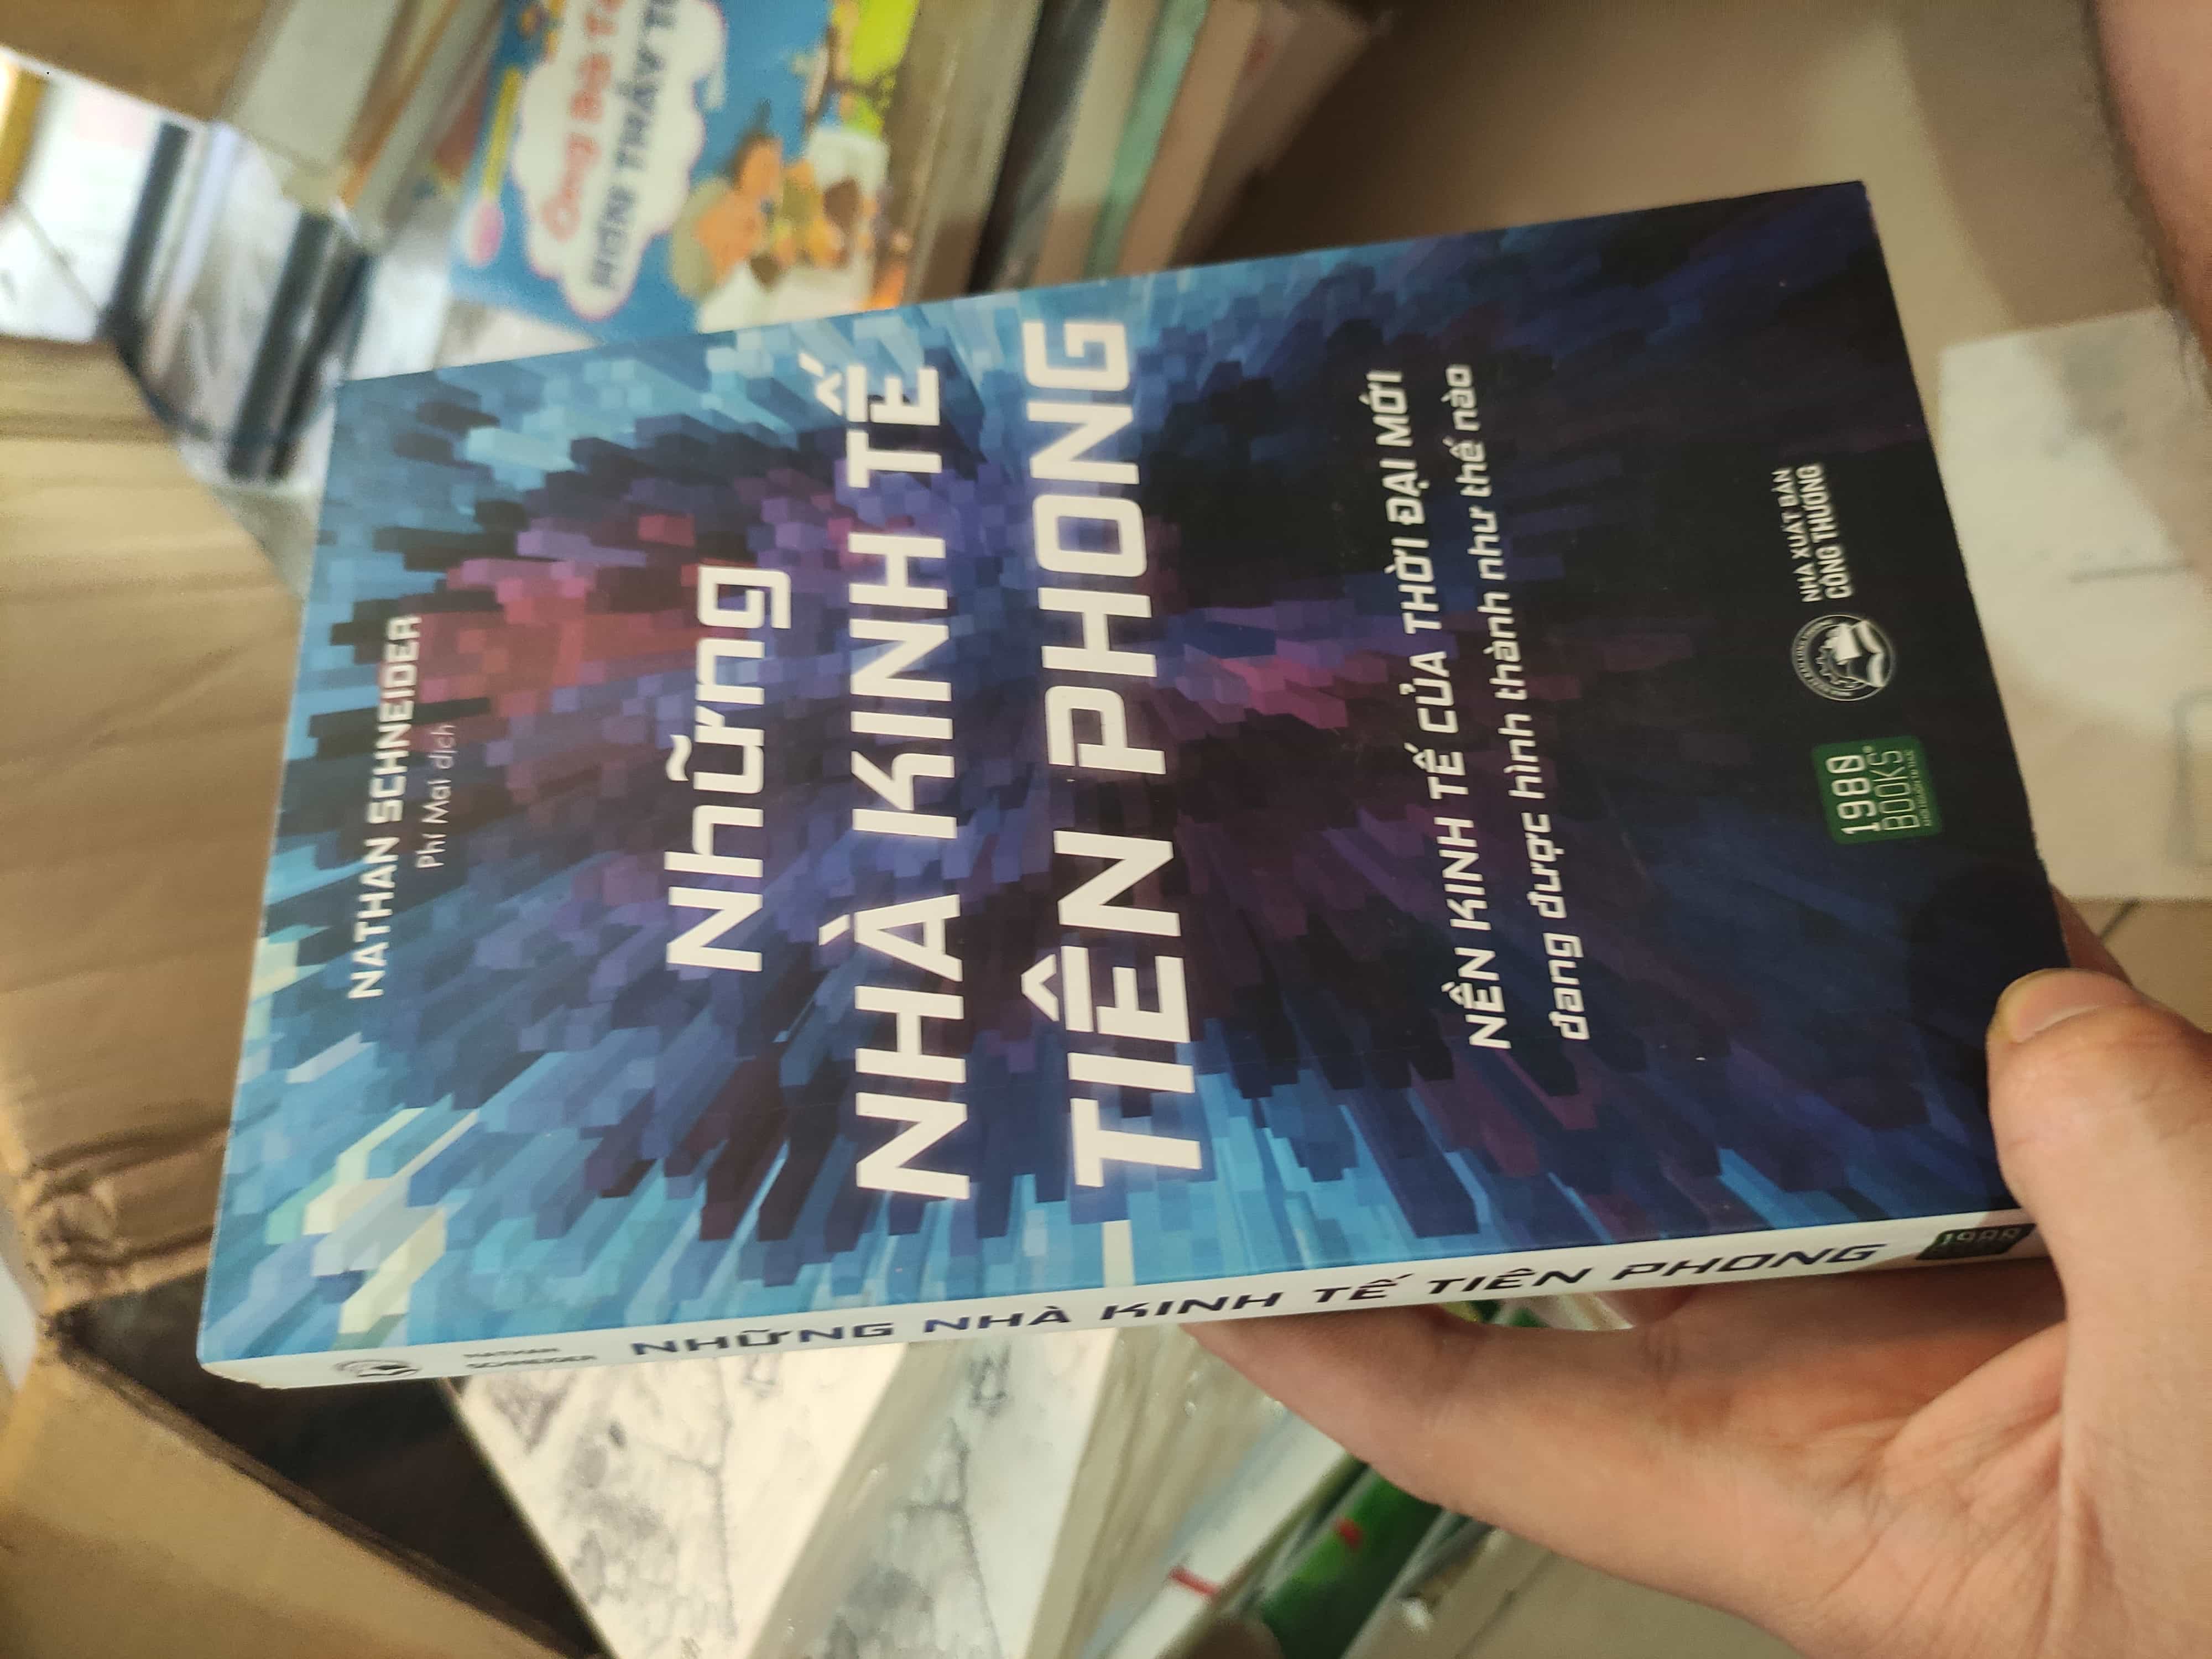 NATHAN SCHNEIDER
Phí Mai dịch
Những
NHÀ KINH TẾ
TIÊN PHONG
NỀN KINH TẾ CỦA THỜI ĐẠI MỚI
đang được hình thành như thế nào
1980
BOOKS
NHÀ XUẤT BẢN
CÔNG THƯƠNG
NATHAN
SCHNEIDER
NHỮNG NHÀ KINH TẾ TIÊN PHONG